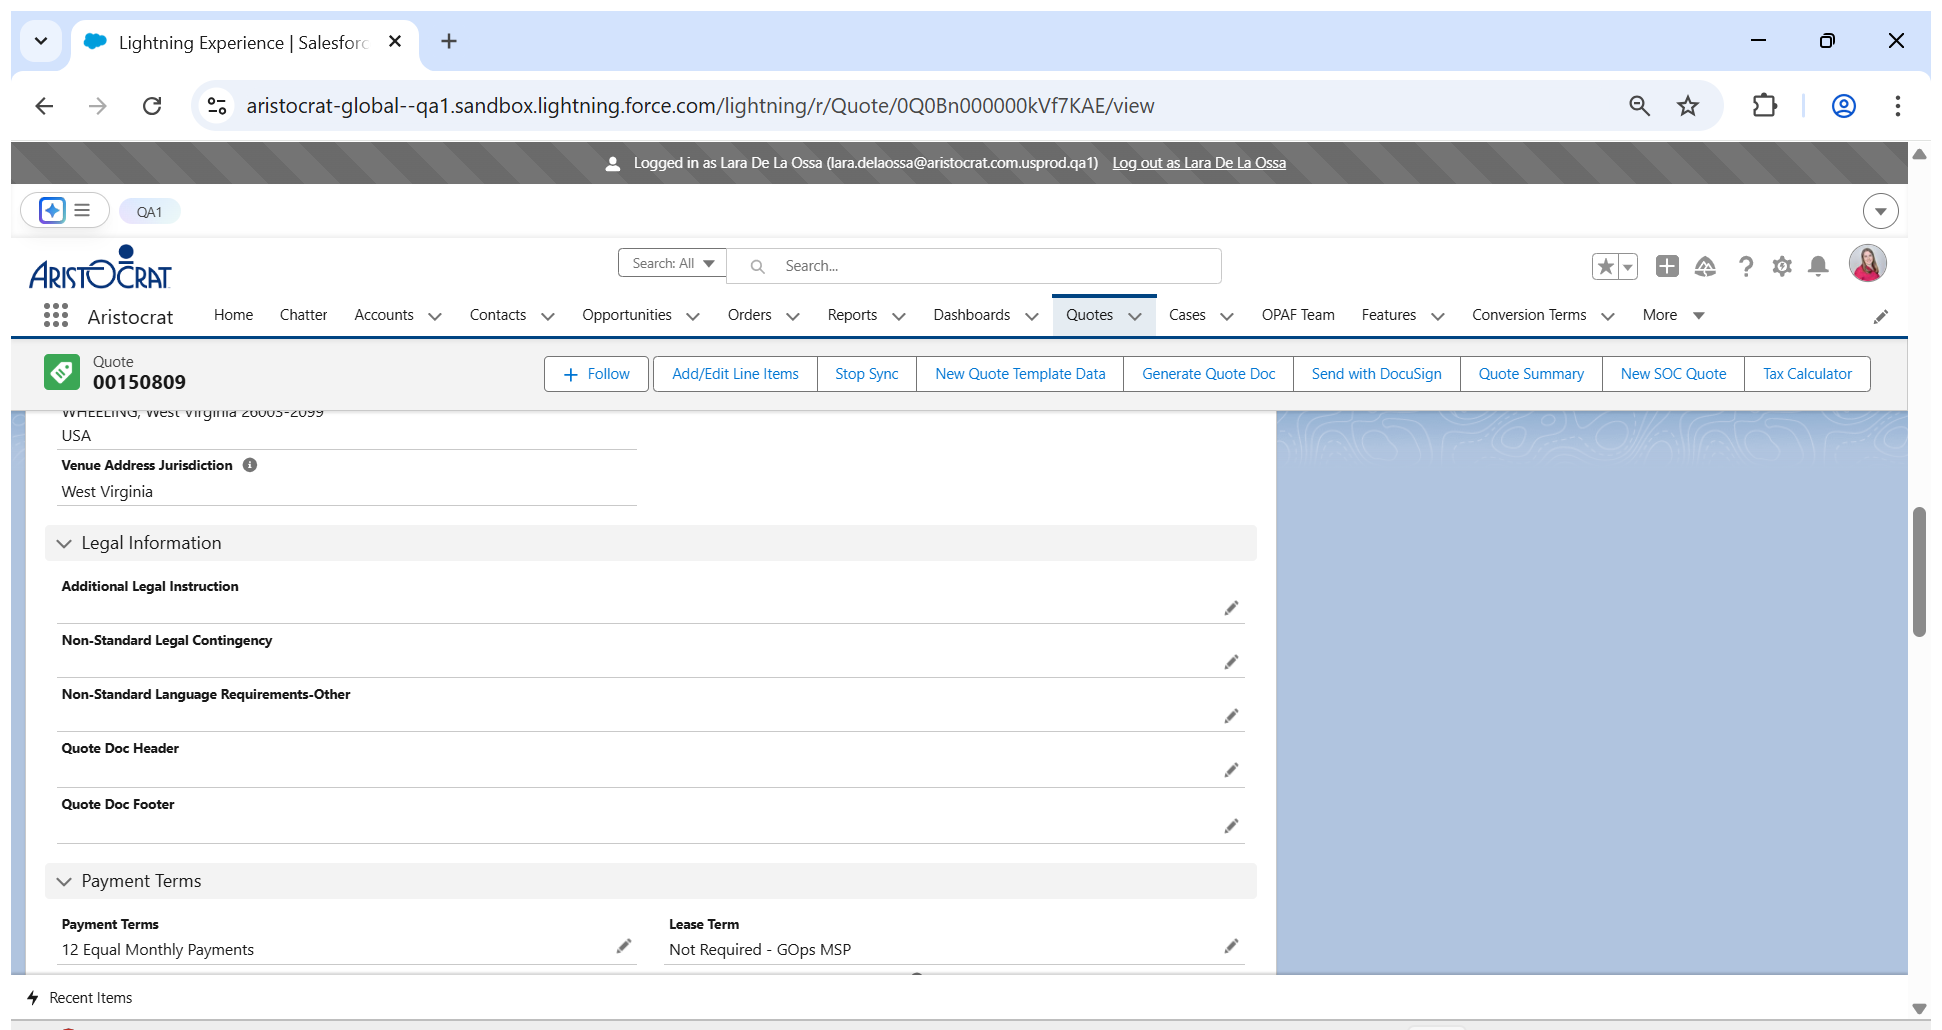 Lightning Experience | Salesforc
aristocrat-global--qa1.sandbox.lightning.force.com/lightning/r/Quote/0Q0Bn000000kVf7KAE/view
Logged in as Lara De La Ossa (lara.delaossa@aristocrat.com.usprod.qa1) Log out as Lara De La Ossa
QA1
ARISTOCRAT
Search: All Search...
Aristocrat Home Chatter Accounts Contacts Opportunities Orders Reports Dashboards Quotes Cases OPAF Team Features Conversion Terms More
Quote
00150809
Follow Add/Edit Line Items Stop Sync New Quote Template Data Generate Quote Doc Send with DocuSign Quote Summary New SOC Quote Tax Calculator
WHEELING, West Virginia 26003-2099
USA
Venue Address Jurisdiction
West Virginia
Legal Information
Additional Legal Instruction
Non-Standard Legal Contingency
Non-Standard Language Requirements-Other
Quote Doc Header
Quote Doc Footer
Payment Terms
Payment Terms Lease Term
12 Equal Monthly Payments Not Required - GOps MSP
Recent Items